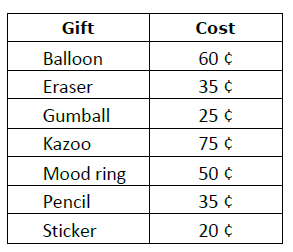 Gift Cost
Balloon 60 ¢
Eraser 35 ¢
Gumball 25 ¢
Kazoo 75 ¢
Mood ring 50 ¢
Pencil 35 ¢
Sticker 20 ¢